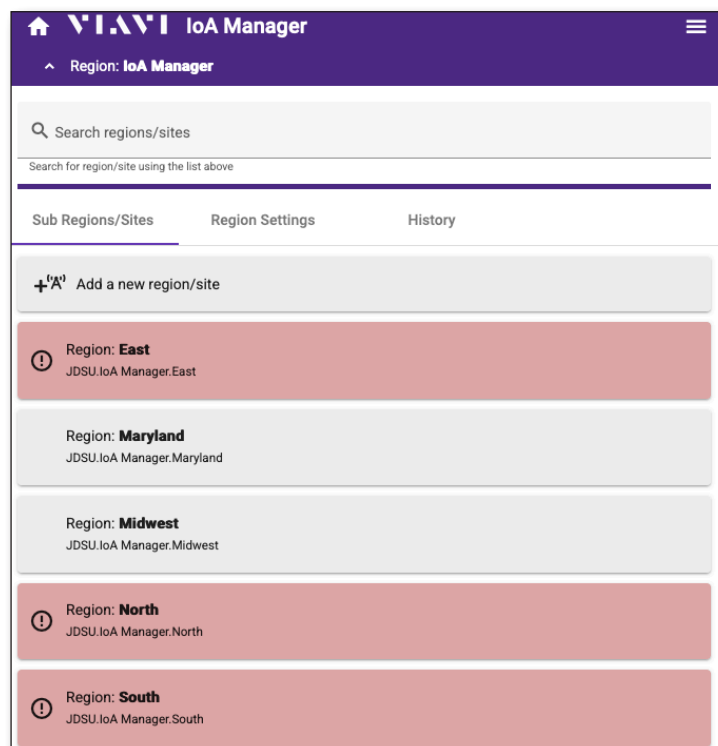 VIAVI IoA Manager
Region: IoA Manager
Search regions/sites
Search for region/site using the list above
Sub Regions/Sites Region Settings History
Add a new region/site
Region: East
JDSU.IoA Manager.East
Region: Maryland
JDSU.IoA Manager.Maryland
Region: Midwest
JDSU.IoA Manager.Midwest
Region: North
JDSU.IoA Manager.North
Region: South
JDSU.IoA Manager.South